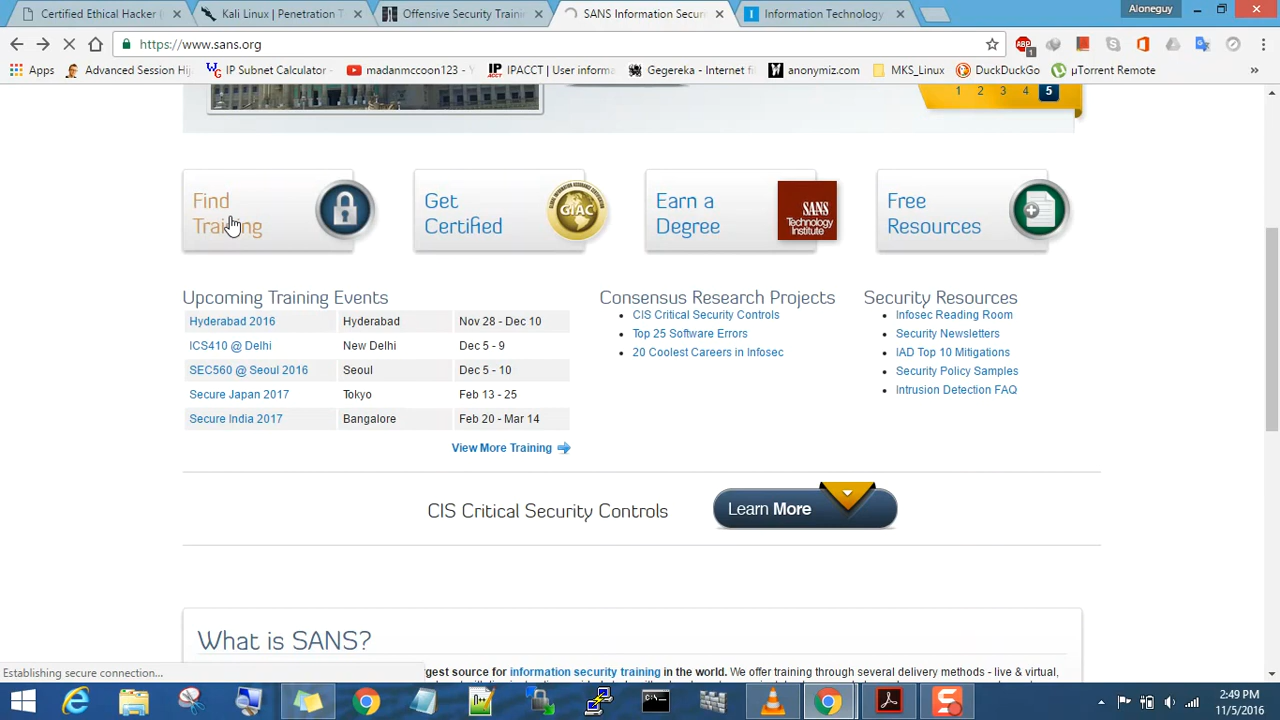 Certified Ethical Hacker (
Kali Linux | Penetration T
Offensive Security Traini
SANS Information Secur
Information Technology
Aloneguy
https://www.sans.org
ABP
1
Apps
Advanced Session Hij
IP Subnet Calculator -
madanmccoon123 - Y
IPACCT | User informa
Gegereka - Internet fi
anonymiz.com
MKS_Linux
DuckDuckGo
µTorrent Remote
»
1 2 3 4 5
Find
Training
Get
Certified
GIAC
Earn a
Degree
SANS
Technology
Institute
Free
Resources
Upcoming Training Events
Hyderabad 2016 Hyderabad Nov 28 - Dec 10
ICS410 @ Delhi New Delhi Dec 5 - 9
SEC560 @ Seoul 2016 Seoul Dec 5 - 10
Secure Japan 2017 Tokyo Feb 13 - 25
Secure India 2017 Bangalore Feb 20 - Mar 14
View More Training
Consensus Research Projects
CIS Critical Security Controls
Top 25 Software Errors
20 Coolest Careers in Infosec
Security Resources
Infosec Reading Room
Security Newsletters
IAD Top 10 Mitigations
Security Policy Samples
Intrusion Detection FAQ
CIS Critical Security Controls
Learn More
What is SANS?
gest source for information security training in the world. We offer training through several delivery methods - live & virtual,
Establishing secure connection...
2:49 PM
11/5/2016